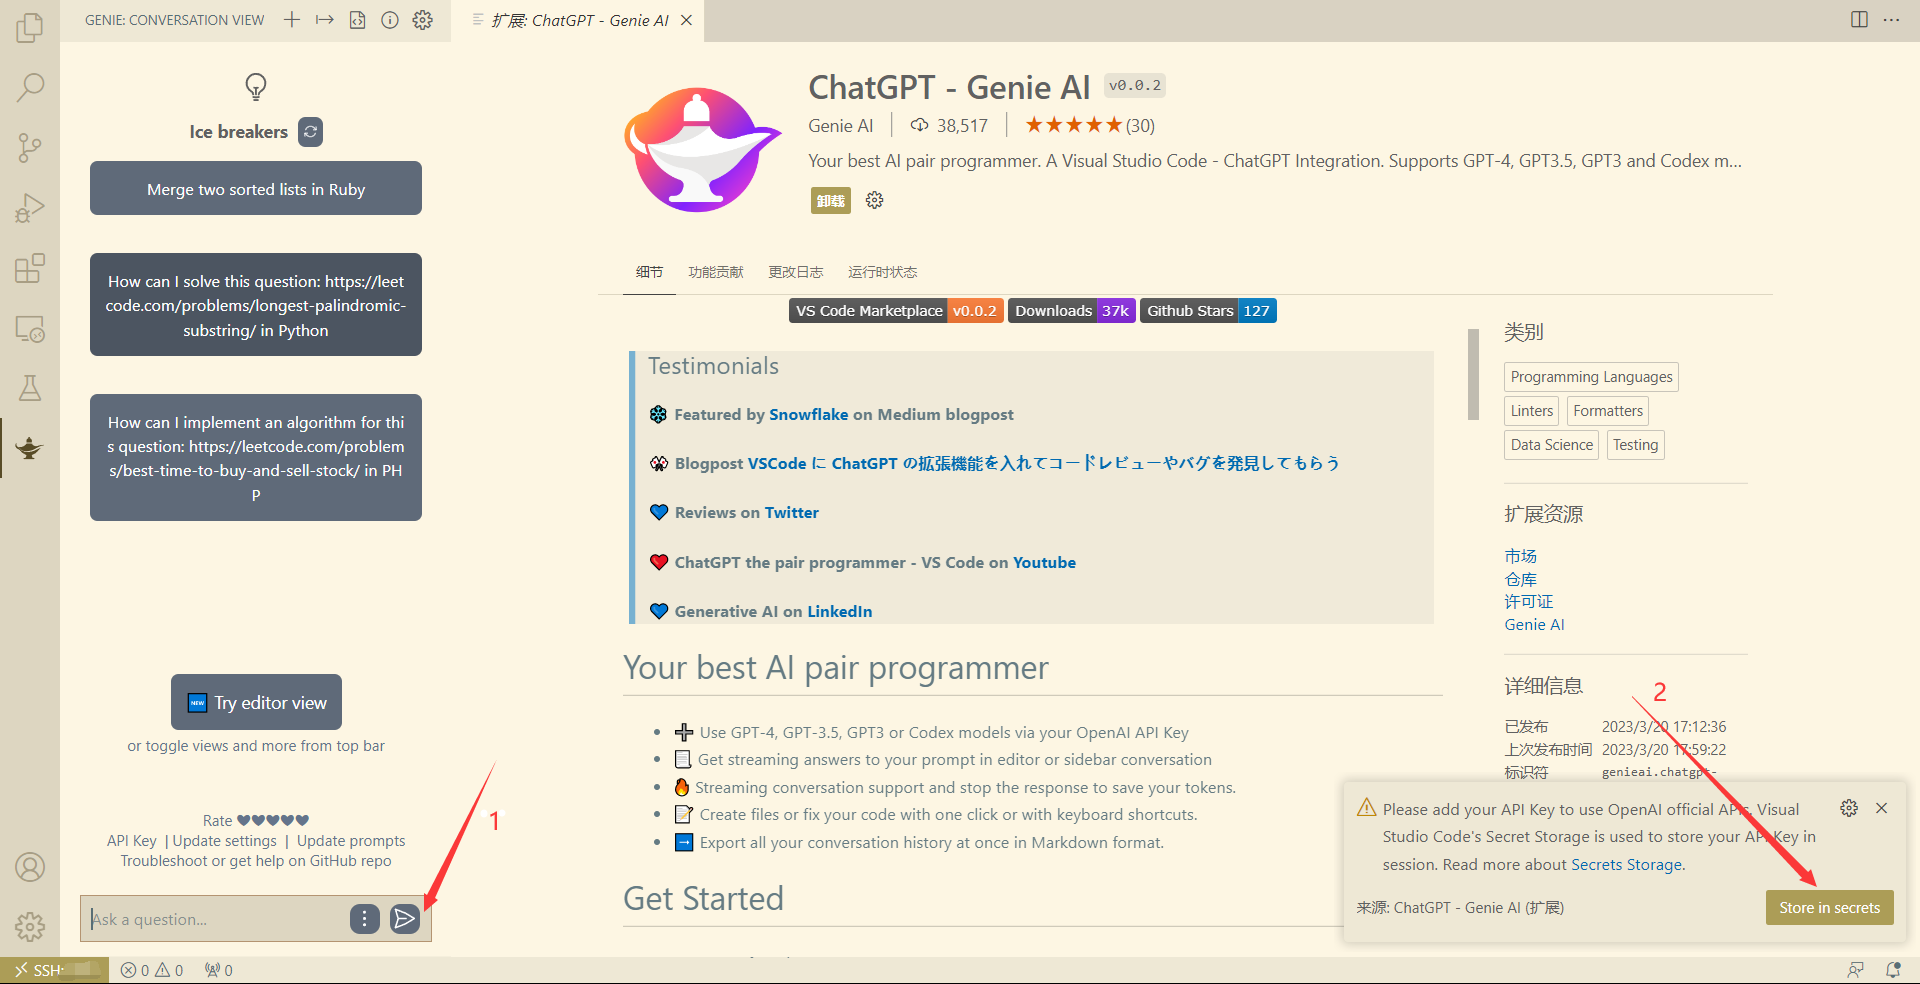 GENIE: CONVERSATION VIEW
扩展: ChatGPT - Genie AI
Ice breakers
Merge two sorted lists in Ruby
How can I solve this question: https://leet
code.com/problems/longest-palindromic-
substring/ in Python
How can I implement an algorithm for thi
s question: https://leetcode.com/problem
s/best-time-to-buy-and-sell-stock/ in PH
P
NEW Try editor view
or toggle views and more from top bar
Rate
API Key | Update settings | Update prompts
Troubleshoot or get help on GitHub repo
1
Ask a question...
ChatGPT - Genie AI v0.0.2
Genie AI 38,517 ★★★★★(30)
Your best AI pair programmer. A Visual Studio Code - ChatGPT Integration. Supports GPT-4, GPT3.5, GPT3 and Codex m...
卸载
细节 功能贡献 更改日志 运行时状态
VS Code Marketplace v0.0.2 Downloads 37k Github Stars 127
Testimonials
Featured by Snowflake on Medium blogpost
Blogpost VSCode に ChatGPT の拡張機能を入れてコードレビューやバグを発見してもらう
Reviews on Twitter
ChatGPT the pair programmer - VS Code on Youtube
Generative AI on LinkedIn
Your best AI pair programmer
Use GPT-4, GPT-3.5, GPT3 or Codex models via your OpenAI API Key
Get streaming answers to your prompt in editor or sidebar conversation
Streaming conversation support and stop the response to save your tokens.
Create files or fix your code with one click or with keyboard shortcuts.
Export all your conversation history at once in Markdown format.
Get Started
类别
Programming Languages
Linters Formatters
Data Science Testing
扩展资源
市场
仓库
许可证
Genie AI
详细信息
2
已发布 2023/3/20 17:12:36
上次发布时间 2023/3/20 17:59:22
标识符 genieai.chatgpt-
Please add your API Key to use OpenAI official APIs. Visual
Studio Code's Secret Storage is used to store your API Key in
session. Read more about Secrets Storage.
来源: ChatGPT - Genie AI (扩展)
Store in secrets
SSH: 0 0 0